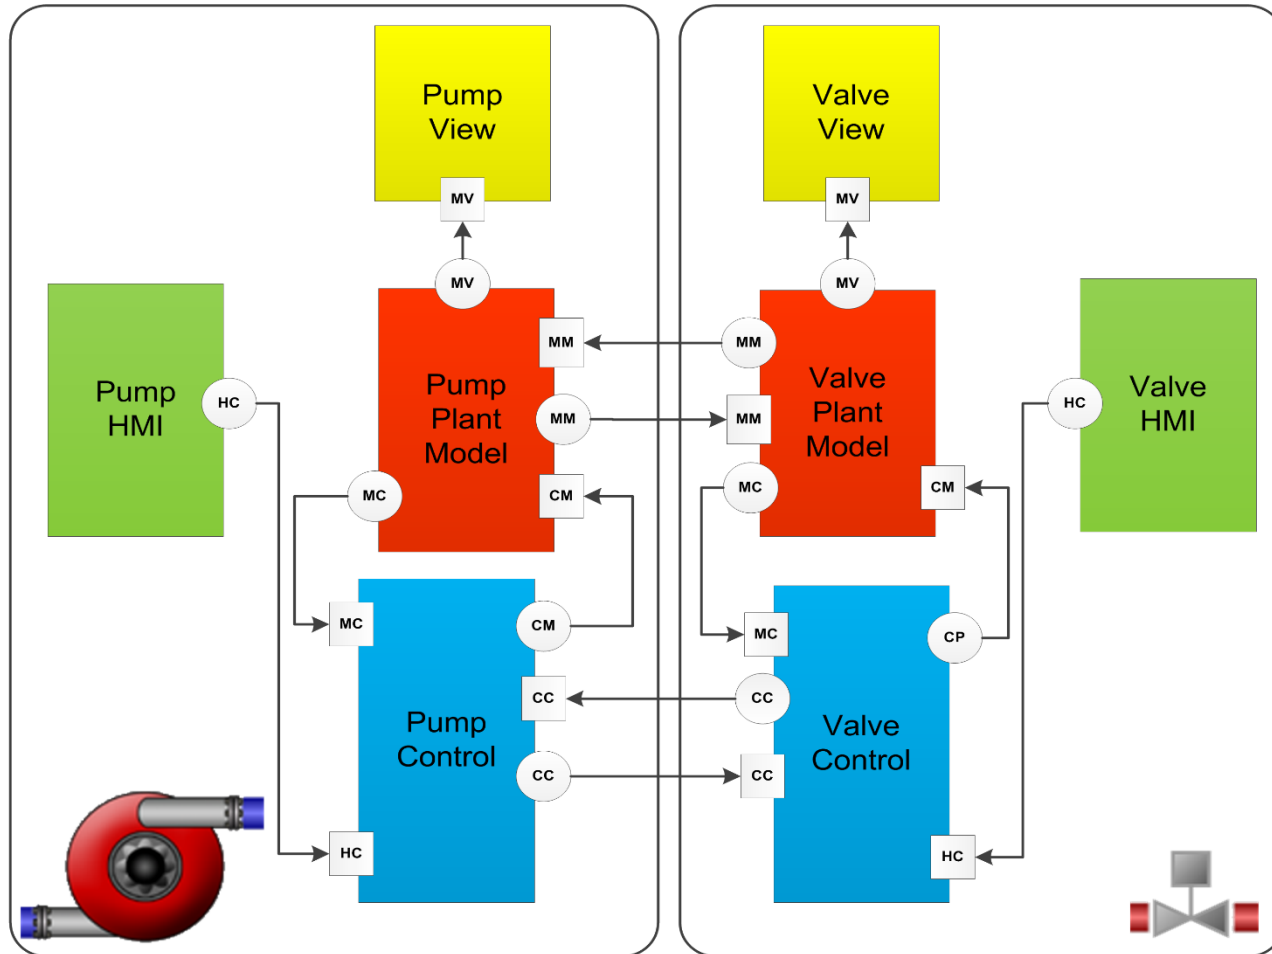 Pump
View
MV
MV
Pump
HMI
HC
Pump
Plant
Model
MM
MM
MC
CM
Pump
Control
MC
CM
CC
CC
HC
Valve
View
MV
MV
Valve
Plant
Model
MM
MM
MC
CM
Valve
HMI
HC
Valve
Control
MC
CP
CC
CC
HC